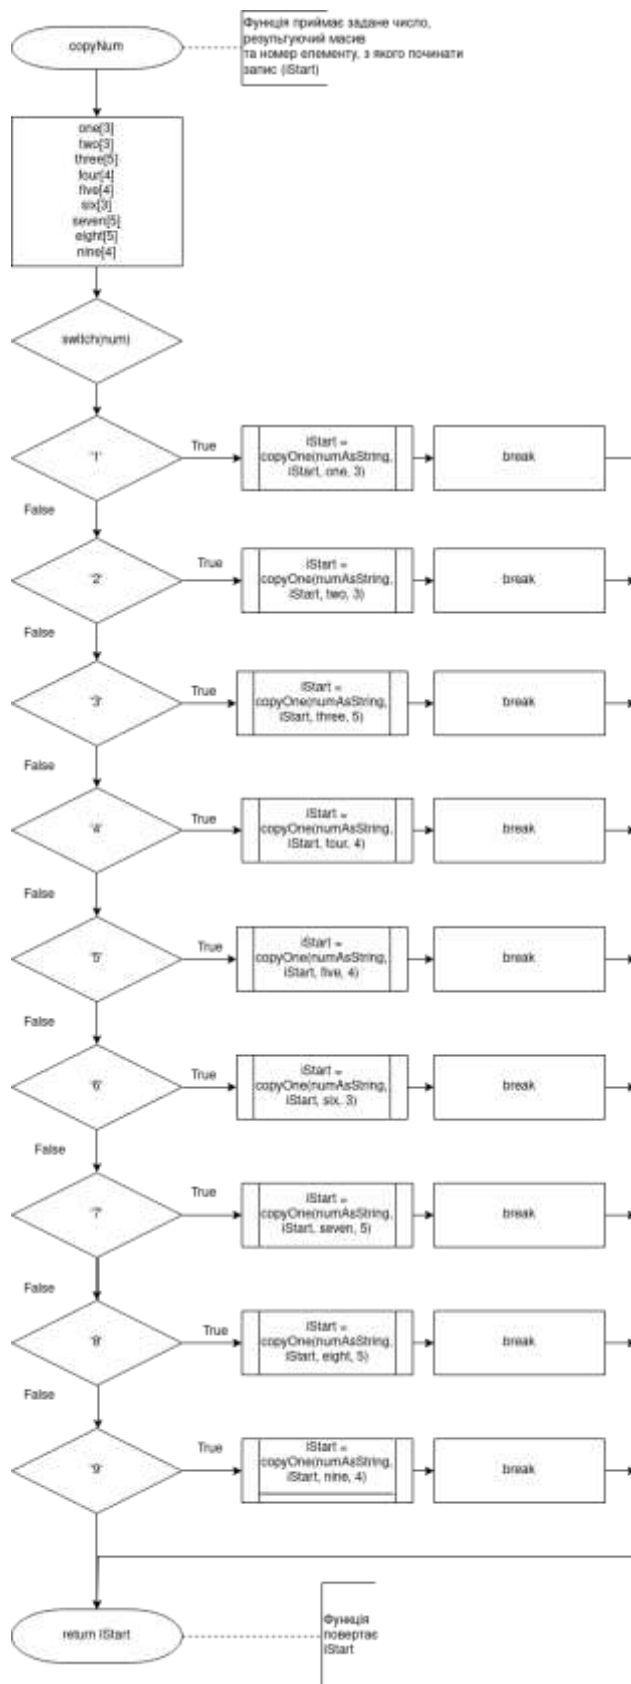 copyNum
Функція приймає задане число,
результуючий масив
та номер елементу, з якого починати
запис (iStart)
one[3]
two[3]
three[5]
four[4]
five[4]
six[3]
seven[5]
eight[5]
nine[4]
switch(num)
'1'
True
iStart =
copyOne(numAsString,
iStart, one, 3)
break
False
'2'
True
iStart =
copyOne(numAsString,
iStart, two, 3)
break
False
'3'
True
iStart =
copyOne(numAsString,
iStart, three, 5)
break
False
'4'
True
iStart =
copyOne(numAsString,
iStart, four, 4)
break
False
'5'
True
iStart =
copyOne(numAsString,
iStart, five, 4)
break
False
'6'
True
iStart =
copyOne(numAsString,
iStart, six, 3)
break
False
'7'
True
iStart =
copyOne(numAsString,
iStart, seven, 5)
break
False
'8'
True
iStart =
copyOne(numAsString,
iStart, eight, 5)
break
False
'9'
True
iStart =
copyOne(numAsString,
iStart, nine, 4)
break
return iStart
Функція
повертає
iStart